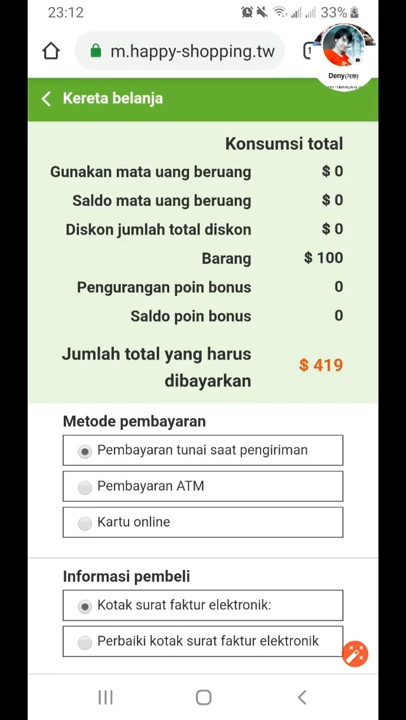 23:12
33%
m.happy-shopping.tw
Deny
Kereta belanja
Konsumsi total
Gunakan mata uang beruang $ 0
Saldo mata uang beruang $ 0
Diskon jumlah total diskon $ 0
Barang $ 100
Pengurangan poin bonus 0
Saldo poin bonus 0
Jumlah total yang harus
dibayarkan $ 419
Metode pembayaran
Pembayaran tunai saat pengiriman
Pembayaran ATM
Kartu online
Informasi pembeli
Kotak surat faktur elektronik:
Perbaiki kotak surat faktur elektronik